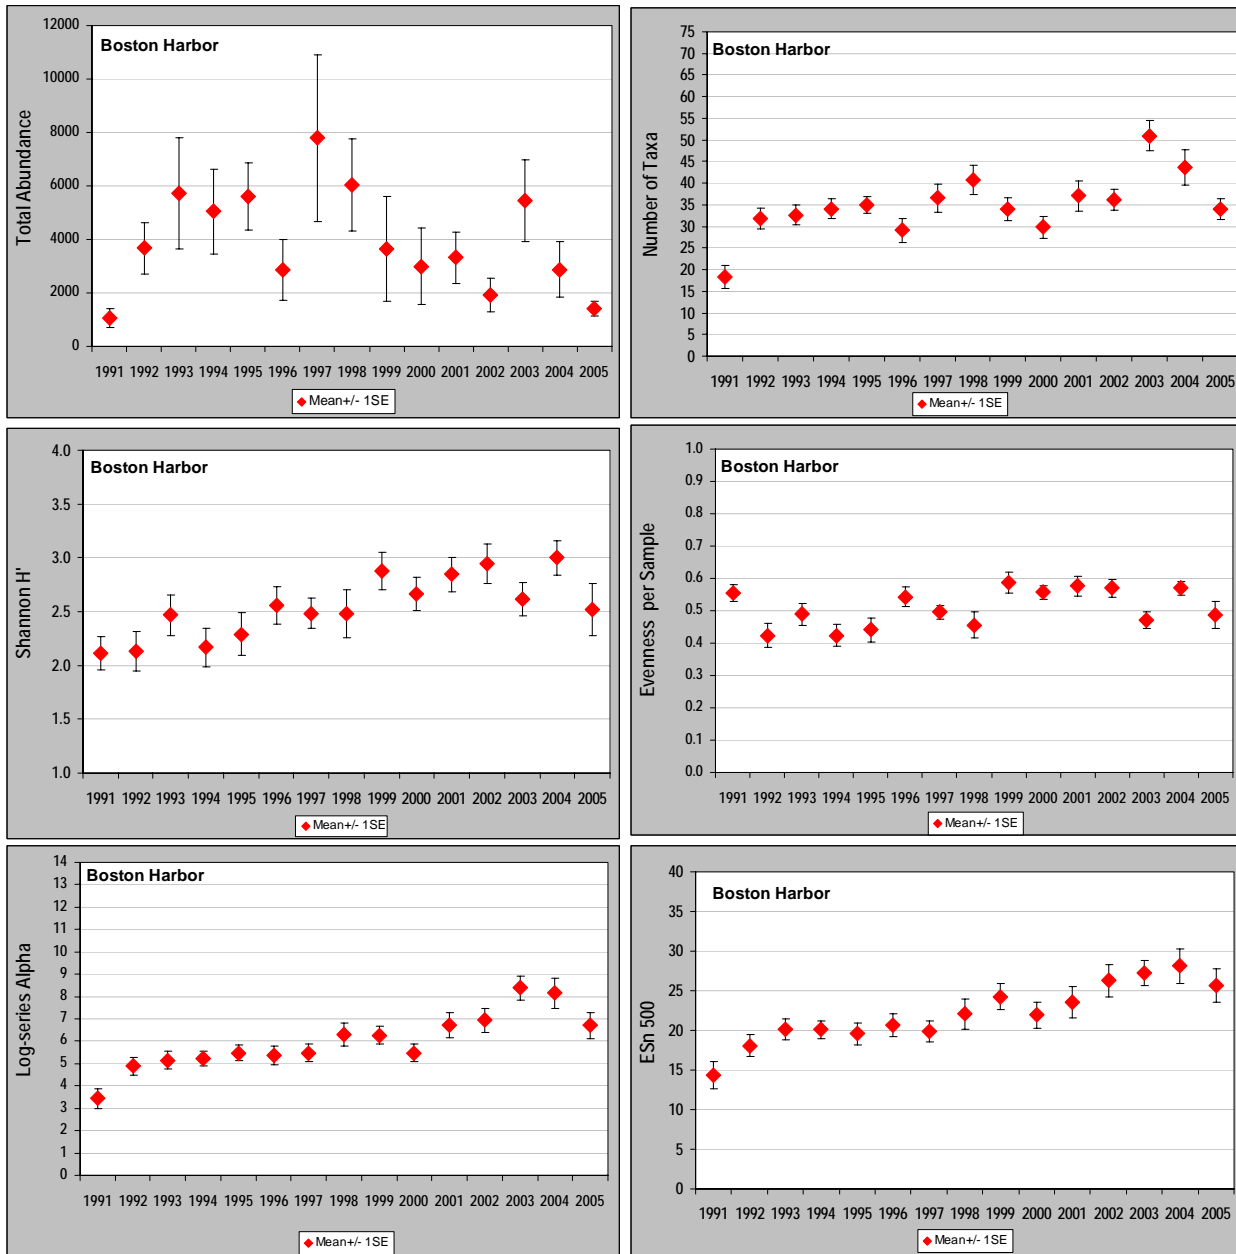 Boston Harbor
Total Abundance
12000
10000
8000
6000
4000
2000
0
1991 1992 1993 1994 1995 1996 1997 1998 1999 2000 2001 2002 2003 2004 2005
Mean+/- 1SE
Boston Harbor
Number of Taxa
75
70
65
60
55
50
45
40
35
30
25
20
15
10
5
0
1991 1992 1993 1994 1995 1996 1997 1998 1999 2000 2001 2002 2003 2004 2005
Mean+/- 1SE
Boston Harbor
Shannon H'
4.0
3.5
3.0
2.5
2.0
1.5
1.0
1991 1992 1993 1994 1995 1996 1997 1998 1999 2000 2001 2002 2003 2004 2005
Mean+/- 1SE
Boston Harbor
Evenness per Sample
1.0
0.9
0.8
0.7
0.6
0.5
0.4
0.3
0.2
0.1
0.0
1991 1992 1993 1994 1995 1996 1997 1998 1999 2000 2001 2002 2003 2004 2005
Mean+/- 1SE
Boston Harbor
Log-series Alpha
14
13
12
11
10
9
8
7
6
5
4
3
2
1
0
1991 1992 1993 1994 1995 1996 1997 1998 1999 2000 2001 2002 2003 2004 2005
Mean+/- 1SE
Boston Harbor
ESn 500
40
35
30
25
20
15
10
5
0
1991 1992 1993 1994 1995 1996 1997 1998 1999 2000 2001 2002 2003 2004 2005
Mean+/- 1SE